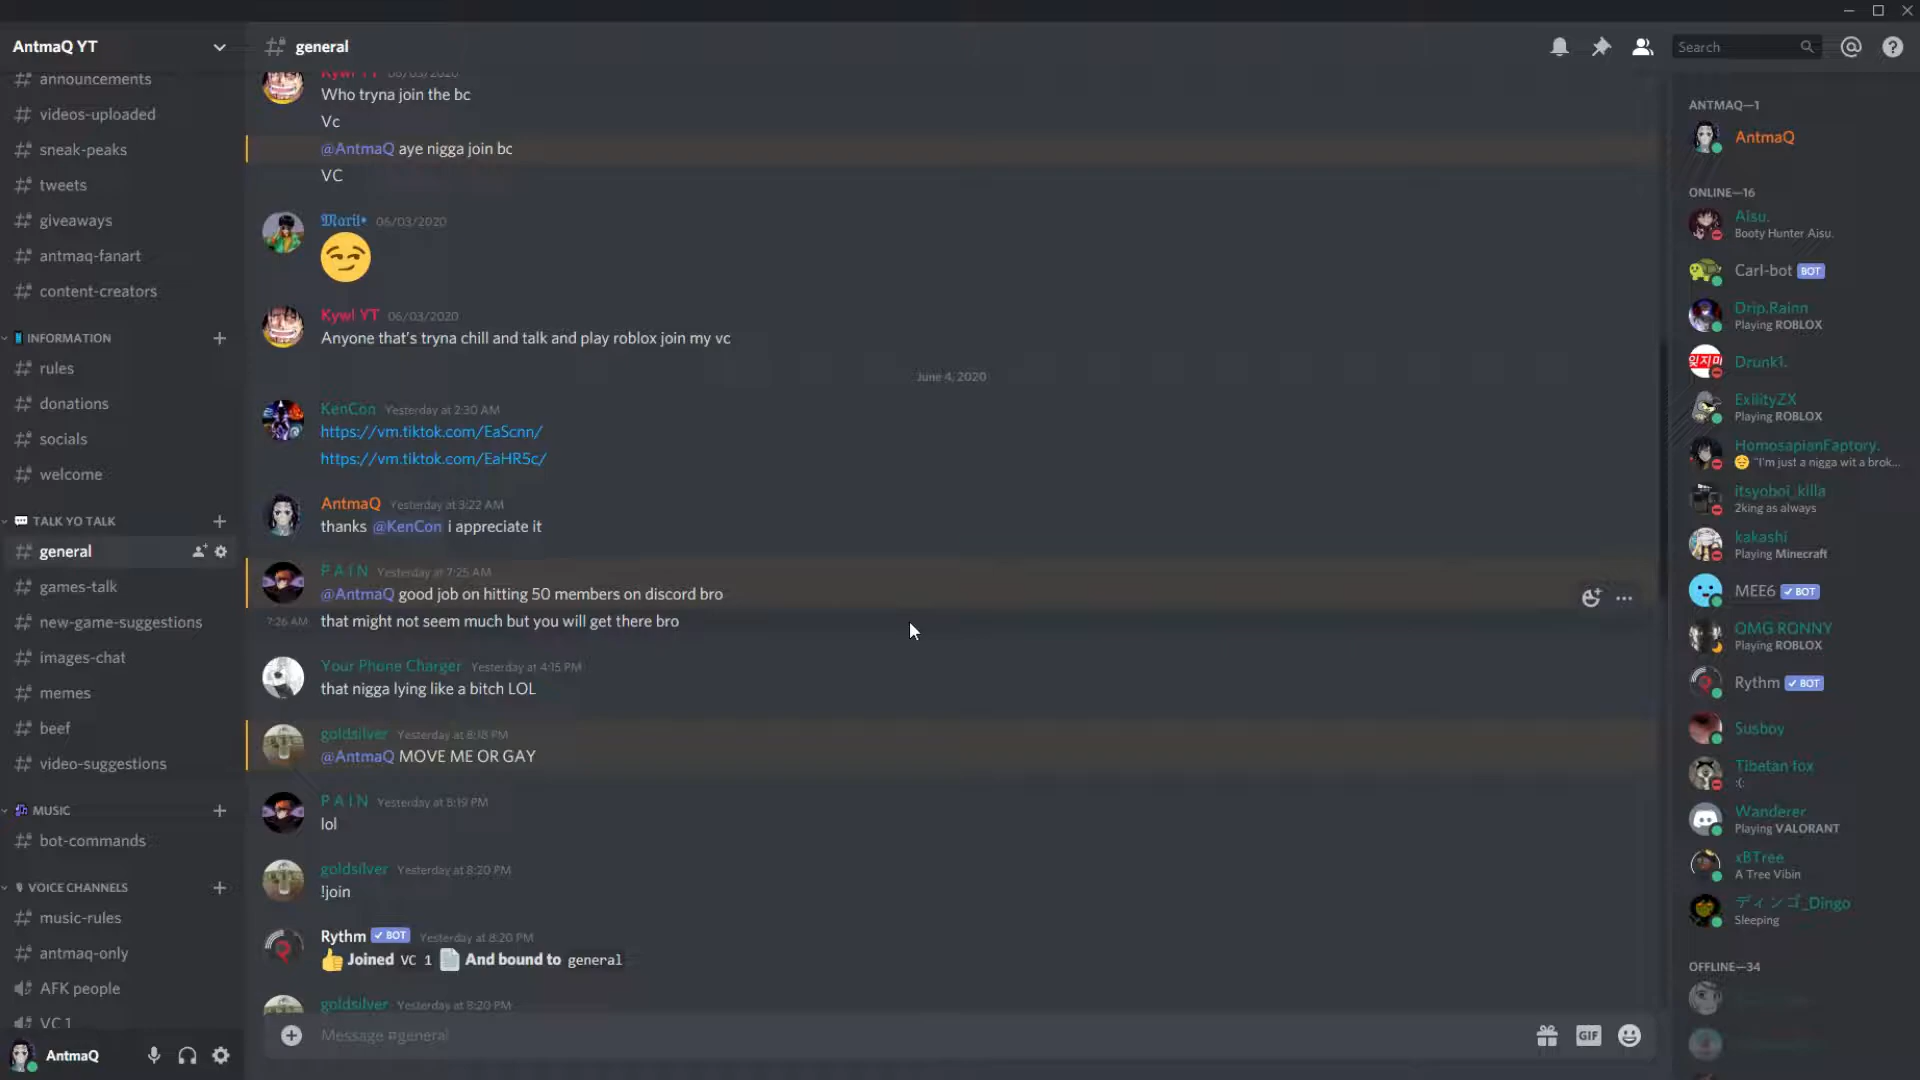 AntmaQ YT
announcements
videos-uploaded
sneak-peaks
tweets
giveaways
antmaq-fanart
content-creators
INFORMATION
rules
donations
socials
welcome
TALK YO TALK
general
games-talk
new-game-suggestions
images-chat
memes
beef
video-suggestions
MUSIC
bot-commands
VOICE CHANNELS
music-rules
antmaq-only
AFK people
VC 1
AntmaQ
general
Search
Kywl YT 06/03/2020
Who tryna join the bc
Vc
@AntmaQ aye nigga join bc
VC
Maril• 06/03/2020
Kywl YT 06/03/2020
Anyone that's tryna chill and talk and play roblox join my vc
June 4, 2020
KenCon Yesterday at 2:30 AM
https://vm.tiktok.com/EaScnn/
https://vm.tiktok.com/EaHR5c/
AntmaQ Yesterday at 3:22 AM
thanks @KenCon i appreciate it
P A I N Yesterday at 7:25 AM
@AntmaQ good job on hitting 50 members on discord bro
7:26 AM that might not seem much but you will get there bro
Your Phone Charger Yesterday at 4:15 PM
that nigga lying like a bitch LOL
goldsilver Yesterday at 8:18 PM
@AntmaQ MOVE ME OR GAY
P A I N Yesterday at 8:19 PM
lol
goldsilver Yesterday at 8:20 PM
!join
Rythm BOT Yesterday at 8:20 PM
Joined VC 1 And bound to general
goldsilver Yesterday at 8:20 PM
Message #general
GIF
ANTMAQ—1
AntmaQ
ONLINE—16
Aisu.
Booty Hunter Aisu.
Carl-bot BOT
Drip.Rainn
Playing ROBLOX
잊지마
Drunk1.
ExilityZX
Playing ROBLOX
HomosapianFaptory.
"I'm just a nigga wit a brok...
itsyoboi_killa
2king as always
kakashi
Playing Minecraft
MEE6 BOT
OMG RONNY
Playing ROBLOX
Rythm BOT
Susboy
Tibetan fox
:(:
Wanderer
Playing VALORANT
xBTree
A Tree Vibin
ディンゴ_Dingo
Sleeping
OFFLINE—34